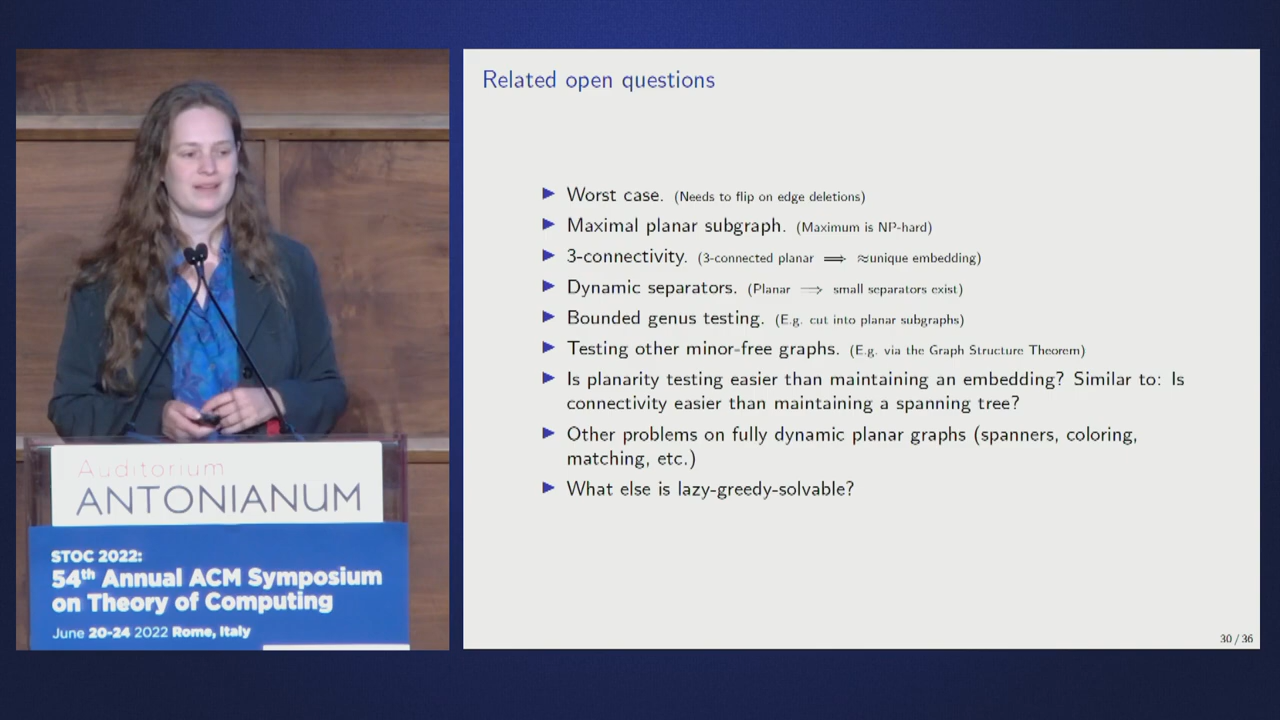 Related open questions
▶ Worst case. (Needs to flip on edge deletions)
▶ Maximal planar subgraph. (Maximum is NP-hard)
▶ 3-connectivity. (3-connected planar ⟹ ≈unique embedding)
▶ Dynamic separators. (Planar ⟹ small separators exist)
▶ Bounded genus testing. (E.g. cut into planar subgraphs)
▶ Testing other minor-free graphs. (E.g. via the Graph Structure Theorem)
▶ Is planarity testing easier than maintaining an embedding? Similar to: Is
connectivity easier than maintaining a spanning tree?
▶ Other problems on fully dynamic planar graphs (spanners, coloring,
matching, etc.)
▶ What else is lazy-greedy-solvable?
30 / 36
Auditorium
ANTONIANUM
STOC 2022:
54th Annual ACM Symposium
on Theory of Computing
June 20-24 2022 Rome, Italy